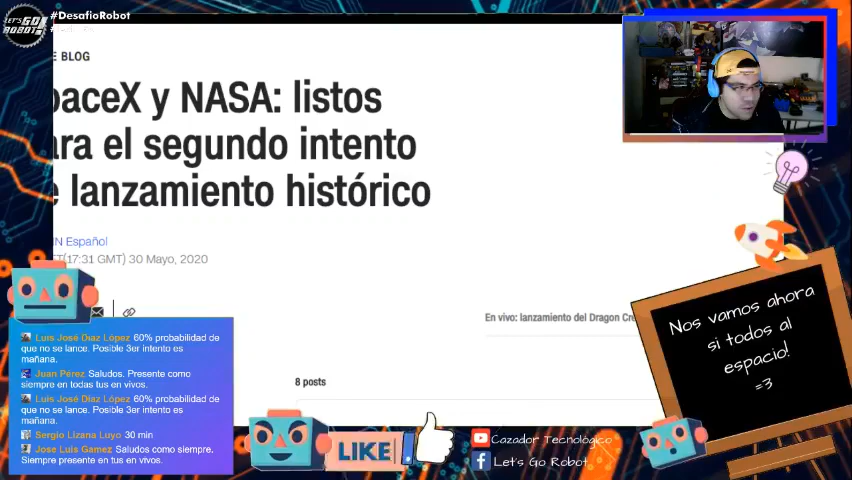 LET'S GO ROBOT!
#DesafioRobot
E BLOG
paceX y NASA: listos
ara el segundo intento
e lanzamiento histórico
N Español
T(17:31 GMT) 30 Mayo, 2020
En vivo: lanzamiento del Dragon Cre
8 posts
Luis José Díaz López 60% probabilidad de
que no se lance. Posible 3er intento es
mañana.
Juan Pérez Saludos. Presente como
siempre en todas tus en vivos.
Luis José Díaz López 60% probabilidad de
que no se lance. Posible 3er intento es
mañana.
Sergio Lizana Luyo 30 min
Jose Luis Gamez Saludos como siempre.
Siempre presente en tus en vivos.
LIKE
Cazador Tecnológico
Let's Go Robot
Nos vamos ahora
si todos al
espacio!
=3